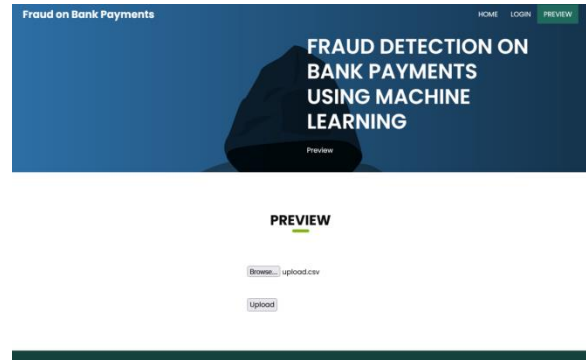 Fraud on Bank Payments
HOME LOGIN PREVIEW
FRAUD DETECTION ON
BANK PAYMENTS
USING MACHINE
LEARNING
Preview
PREVIEW
Browse... upload.csv
Upload